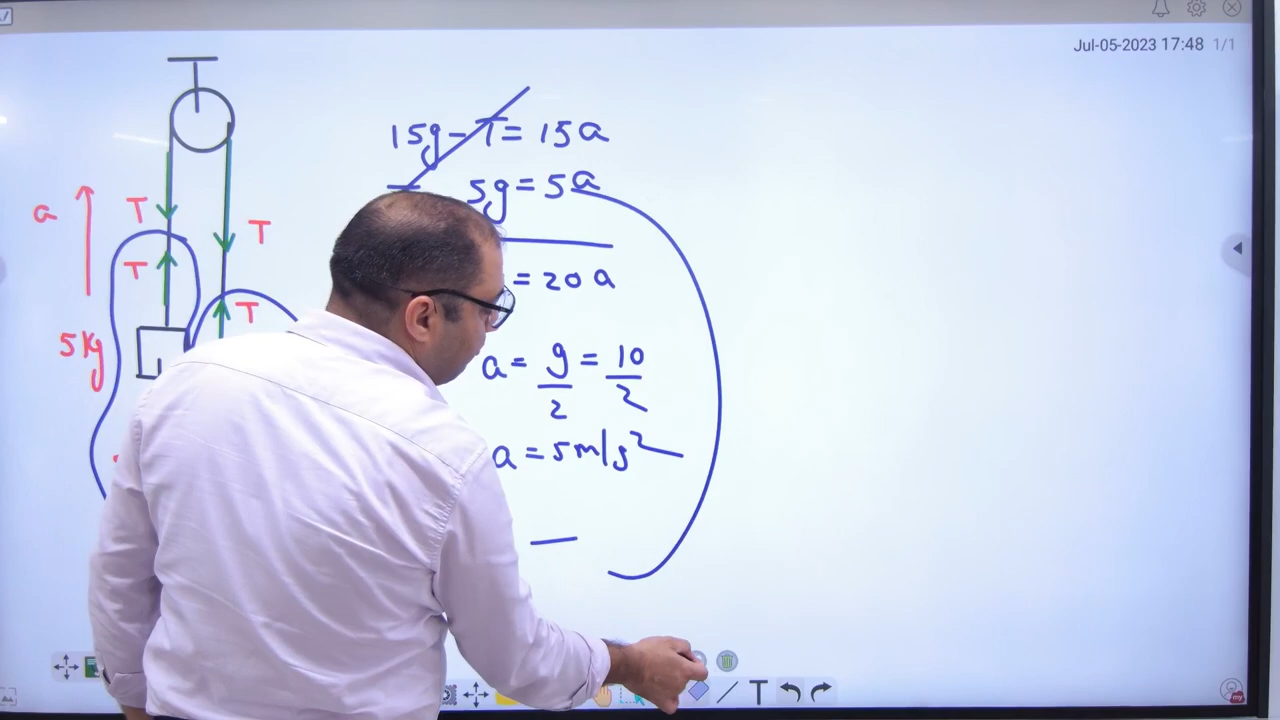 Jul-05-2023 17:48 1/1
15g - T = 15a
5g = 5a
= 20a
a = g/2 = 10/2
a = 5m/s²
a
T
T
T
T
5kg
T